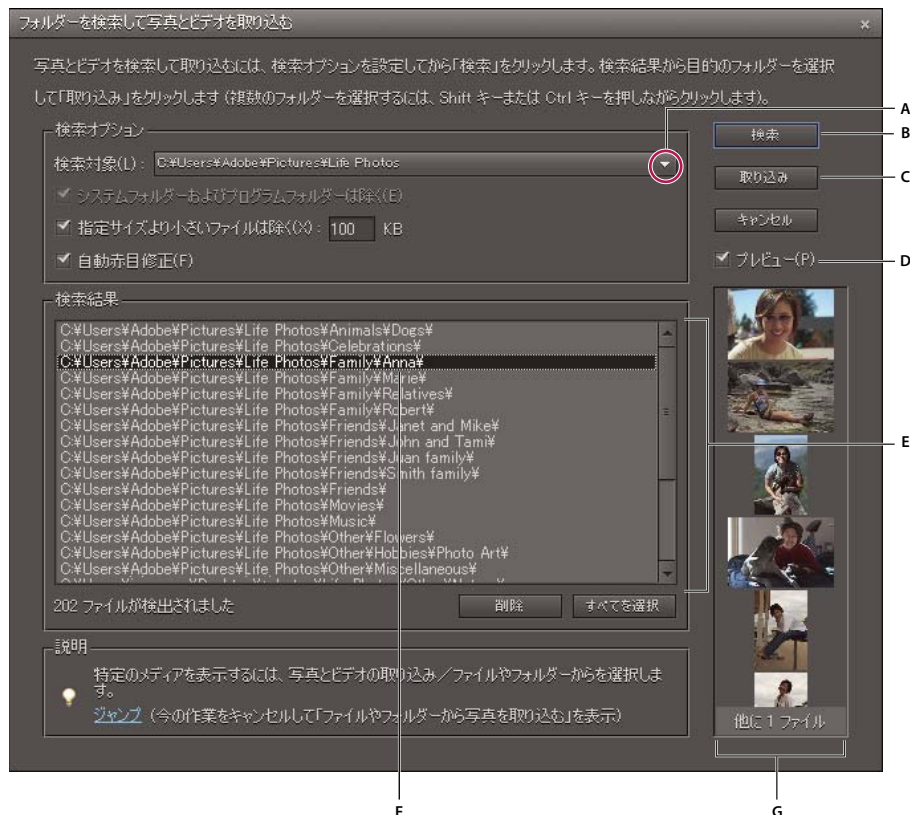 フォルダーを検索して写真とビデオを取り込む
写真とビデオを検索して取り込むには、検索オプションを設定してから「検索」をクリックします。検索結果から目的のフォルダーを選択
して「取り込み」をクリックします(複数のフォルダーを選択するには、Shift キーまたは Ctrl キーを押しながらクリックします)。
A
検索オプション
検索
B
検索対象(L): C:¥Users¥Adobe¥Pictures¥Life Photos
取り込み
C
システムフォルダーおよびプログラムフォルダーは除く(E)
指定サイズより小さいファイルは除く(X): 100 KB
キャンセル
自動赤目修正(F)
プレビュー(P)
D
検索結果
C:¥Users¥Adobe¥Pictures¥Life Photos¥Animals¥Dogs¥
C:¥Users¥Adobe¥Pictures¥Life Photos¥Celebrations¥
C:¥Users¥Adobe¥Pictures¥Life Photos¥Family¥Anna¥
C:¥Users¥Adobe¥Pictures¥Life Photos¥Family¥Marie¥
C:¥Users¥Adobe¥Pictures¥Life Photos¥Family¥Relatives¥
C:¥Users¥Adobe¥Pictures¥Life Photos¥Family¥Robert¥
C:¥Users¥Adobe¥Pictures¥Life Photos¥Friends¥Janet and Mike¥
C:¥Users¥Adobe¥Pictures¥Life Photos¥Friends¥John and Tami¥
C:¥Users¥Adobe¥Pictures¥Life Photos¥Friends¥Juan family¥
C:¥Users¥Adobe¥Pictures¥Life Photos¥Friends¥Smith family¥
C:¥Users¥Adobe¥Pictures¥Life Photos¥Friends¥
C:¥Users¥Adobe¥Pictures¥Life Photos¥Movies¥
C:¥Users¥Adobe¥Pictures¥Life Photos¥Music¥
C:¥Users¥Adobe¥Pictures¥Life Photos¥Other¥Flowers¥
C:¥Users¥Adobe¥Pictures¥Life Photos¥Other¥Hobbies¥Photo Art¥
C:¥Users¥Adobe¥Pictures¥Life Photos¥Other¥Miscellaneous¥
E
202 ファイルが検出されました
削除
すべてを選択
説明
特定のメディアを表示するには、写真とビデオの取り込み/ファイルやフォルダーからを選択しま
す。
ジャンプ (今の作業をキャンセルして「ファイルやフォルダーから写真を取り込む」を表示)
他に 1 ファイル
F
G